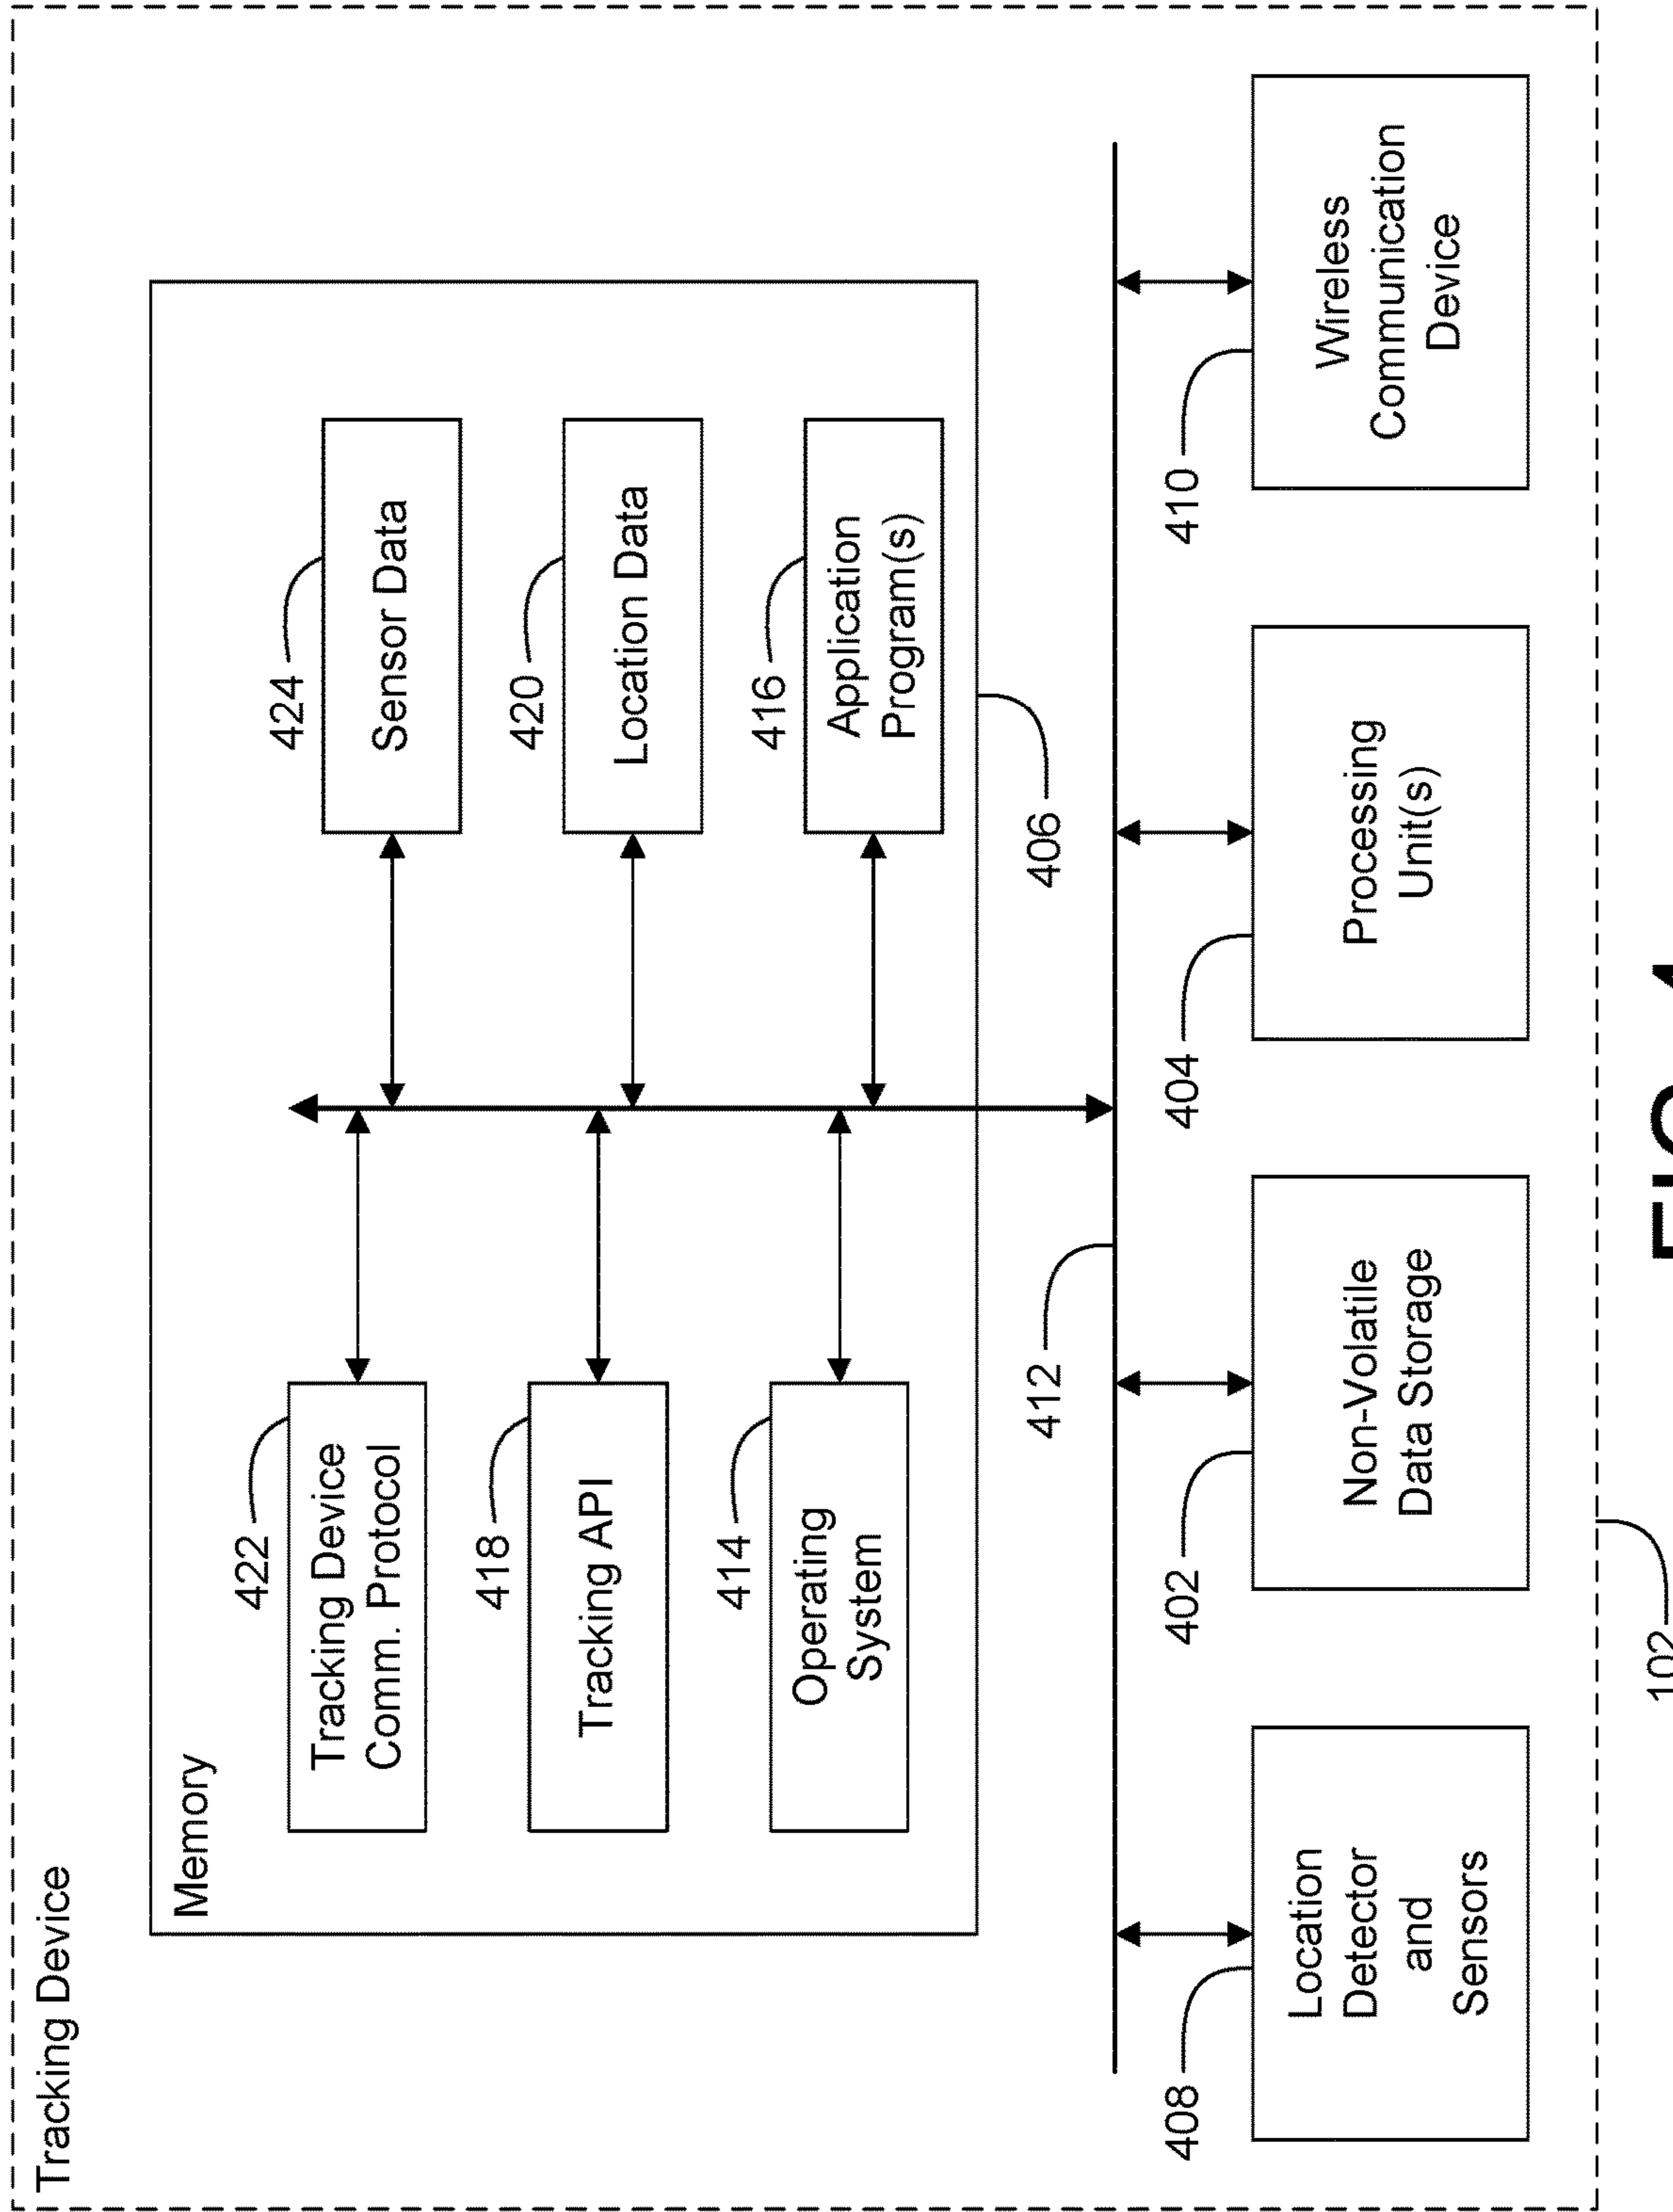 Tracking Device
Memory
422
Tracking Device
Comm. Protocol
424
Sensor Data
418
Tracking API
420
Location Data
414
Operating
System
416
Application
Program(s)
412
406
408
Location
Detector
and
Sensors
402
Non-Volatile
Data Storage
404
Processing
Unit(s)
410
Wireless
Communication
Device
102